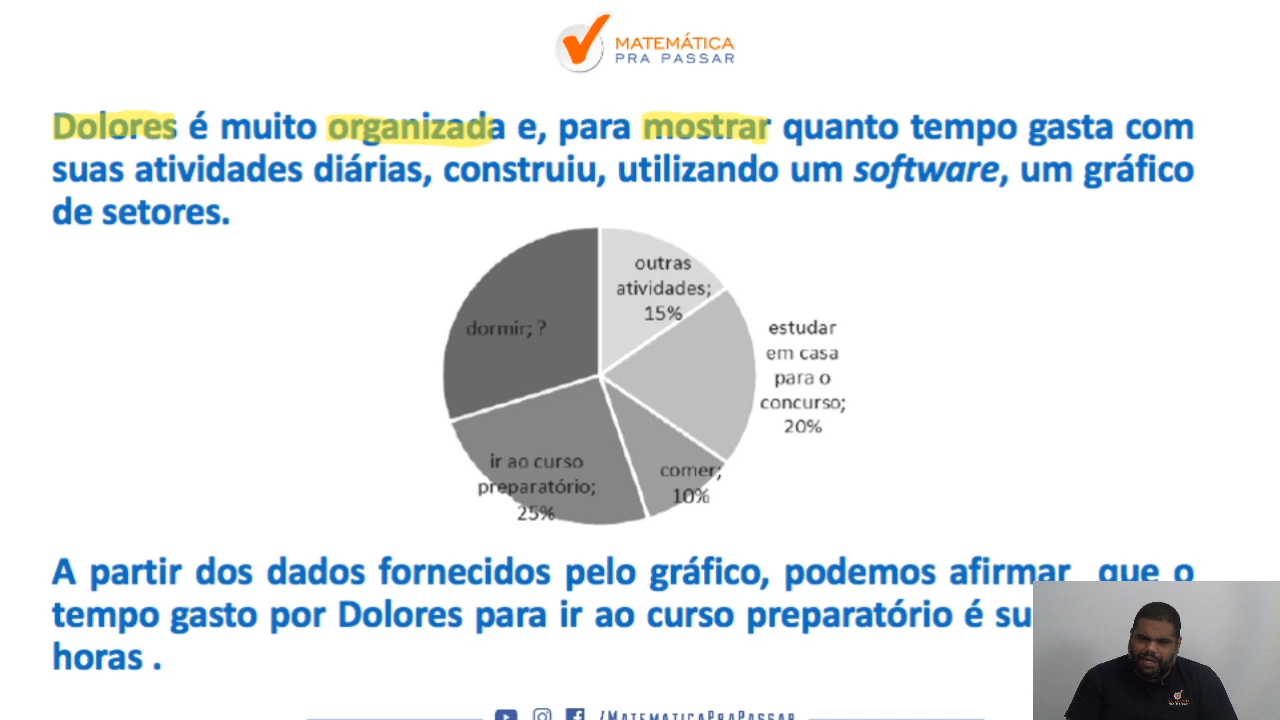 MATEMÁTICA
PRA PASSAR
Dolores é muito organizada e, para mostrar quanto tempo gasta com
suas atividades diárias, construiu, utilizando um software, um gráfico
de setores.
outras
atividades;
15%
dormir; ?
estudar
em casa
para o
concurso;
20%
ir ao curso
preparatório;
25%
comer;
10%
A partir dos dados fornecidos pelo gráfico, podemos afirmar que o
tempo gasto por Dolores para ir ao curso preparatório é
horas .
/MATEMATICAPRAPASSAR